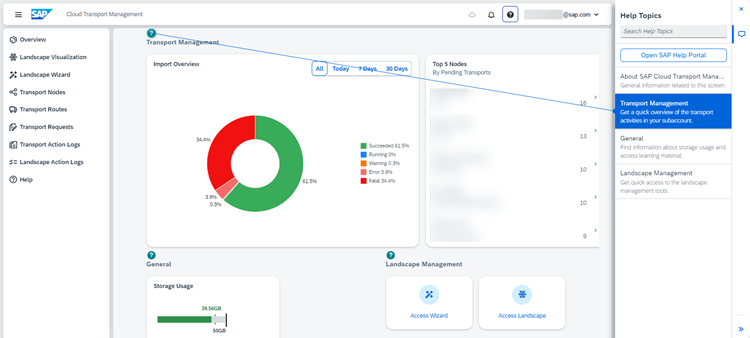 SAP Cloud Transport Management
@sap.com
Overview
Landscape Visualization
Landscape Wizard
Transport Nodes
Transport Routes
Transport Requests
Transport Action Logs
Landscape Action Logs
Help
Transport Management
Import Overview
All Today 7 Days 30 Days
34.4%
3.9%
0.3%
61.5%
Succeeded 61.5%
Running 0%
Warning 0.3%
Error 3.9%
Fatal 34.4%
Top 5 Nodes
By Pending Transports
16
13
10
10
9
General
Storage Usage
39.56GB
50GB
Landscape Management
Access Wizard
Access Landscape
Help Topics
Search Help Topics
Open SAP Help Portal
About SAP Cloud Transport Mana...
General information related to this screen.
Transport Management
Get a quick overview of the transport
activities in your subaccount.
General
Find information about storage usage and
access learning material.
Landscape Management
Get quick access to the landscape
management tools.